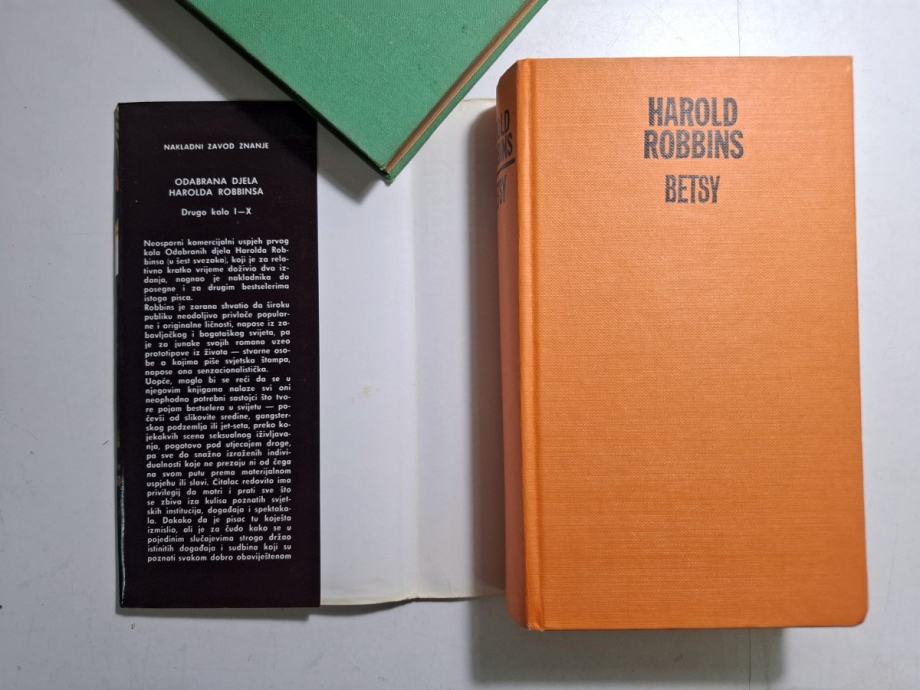 NAKLADNI ZAVOD ZNANJE
ODABRANA DJELA
HAROLDA ROBBINSA
Drugo kolo I—X
Neosporni komercijalni uspjeh prvog
kola Odabranih djela Harolda Rob-
binsa (u šest svezaka), koji je za rela-
tivno kratko vrijeme doživio dva iz-
danja, nagnao je nakladnika da
posegne i za drugim bestselerima
istoga pisca.
Robbins je zarana shvatio da široku
publiku neodoljivo privlače popular-
ne i originalne ličnosti, napose iz za-
bavljačkog i bogataškog svijeta, pa
je za junake svojih romana uzeo
prototipove iz života — stvarne oso-
be o kojima piše svjetska štampa,
napose ona senzacionalistička.
Uopće, moglo bi se reći da se u
njegovim knjigama nalaze svi oni
neophodno potrebni sastojci što tvo-
re pojam bestselera u svijetu — po-
čevši od slikovite sredine, gangster-
skog podzemlja ili jet-seta, preko ko-
jekakvih scena seksualnog iživljava-
nja, pogotovo pod utjecajem droge,
pa sve do snažno izraženih indivi-
dualnosti koje ne prezaju ni od čega
na svom putu prema materijalnom
uspjehu ili slavi. Čitalac redovito ima
privilegij da motri i prati sve što
se zbiva iza kulisa poznatih svjet-
skih institucija, događaja i spektako-
la. Dakako da je pisac tu koješta
izmislio, ali je za čudo kako se u
pojedinim slučajevima strogo držao
istinitih događaja i sudbina koji su
poznati svakom dobro obaviještenom
LD
INS
TSY
HAROLD
ROBBINS
BETSY